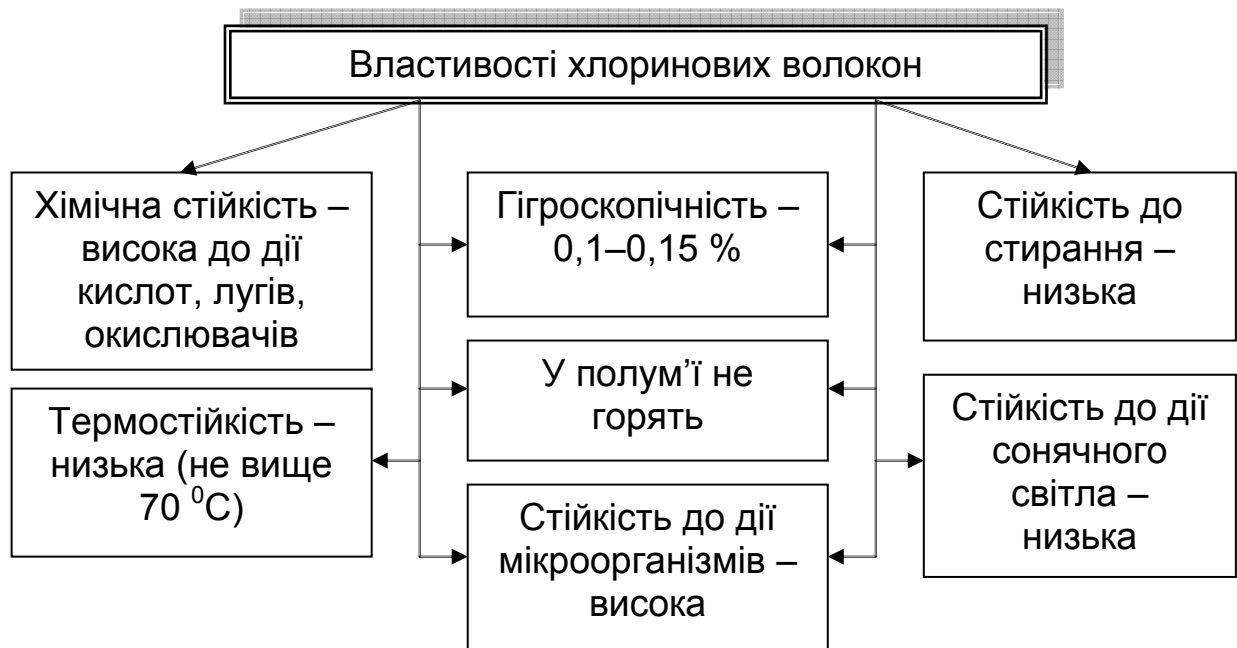 Властивості хлоринових волокон
Хімічна стійкість –
висока до дії
кислот, лугів,
окислювачів
Гігроскопічність –
0,1–0,15 %
Стійкість до
стирання –
низька
У полум’ї не
горять
Термостійкість –
низька (не вище
70 ⁰С)
Стійкість до дії
сонячного
світла –
низька
Стійкість до дії
мікроорганізмів –
висока